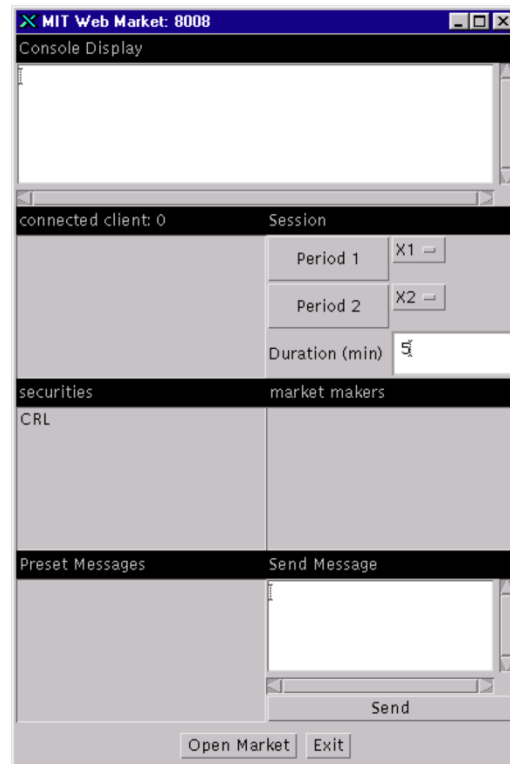 MIT Web Market: 8008
Console Display
connected client: 0
Session
Period 1
X1
Period 2
X2
Duration (min)
5
securities
market makers
CRL
Preset Messages
Send Message
Send
Open Market
Exit